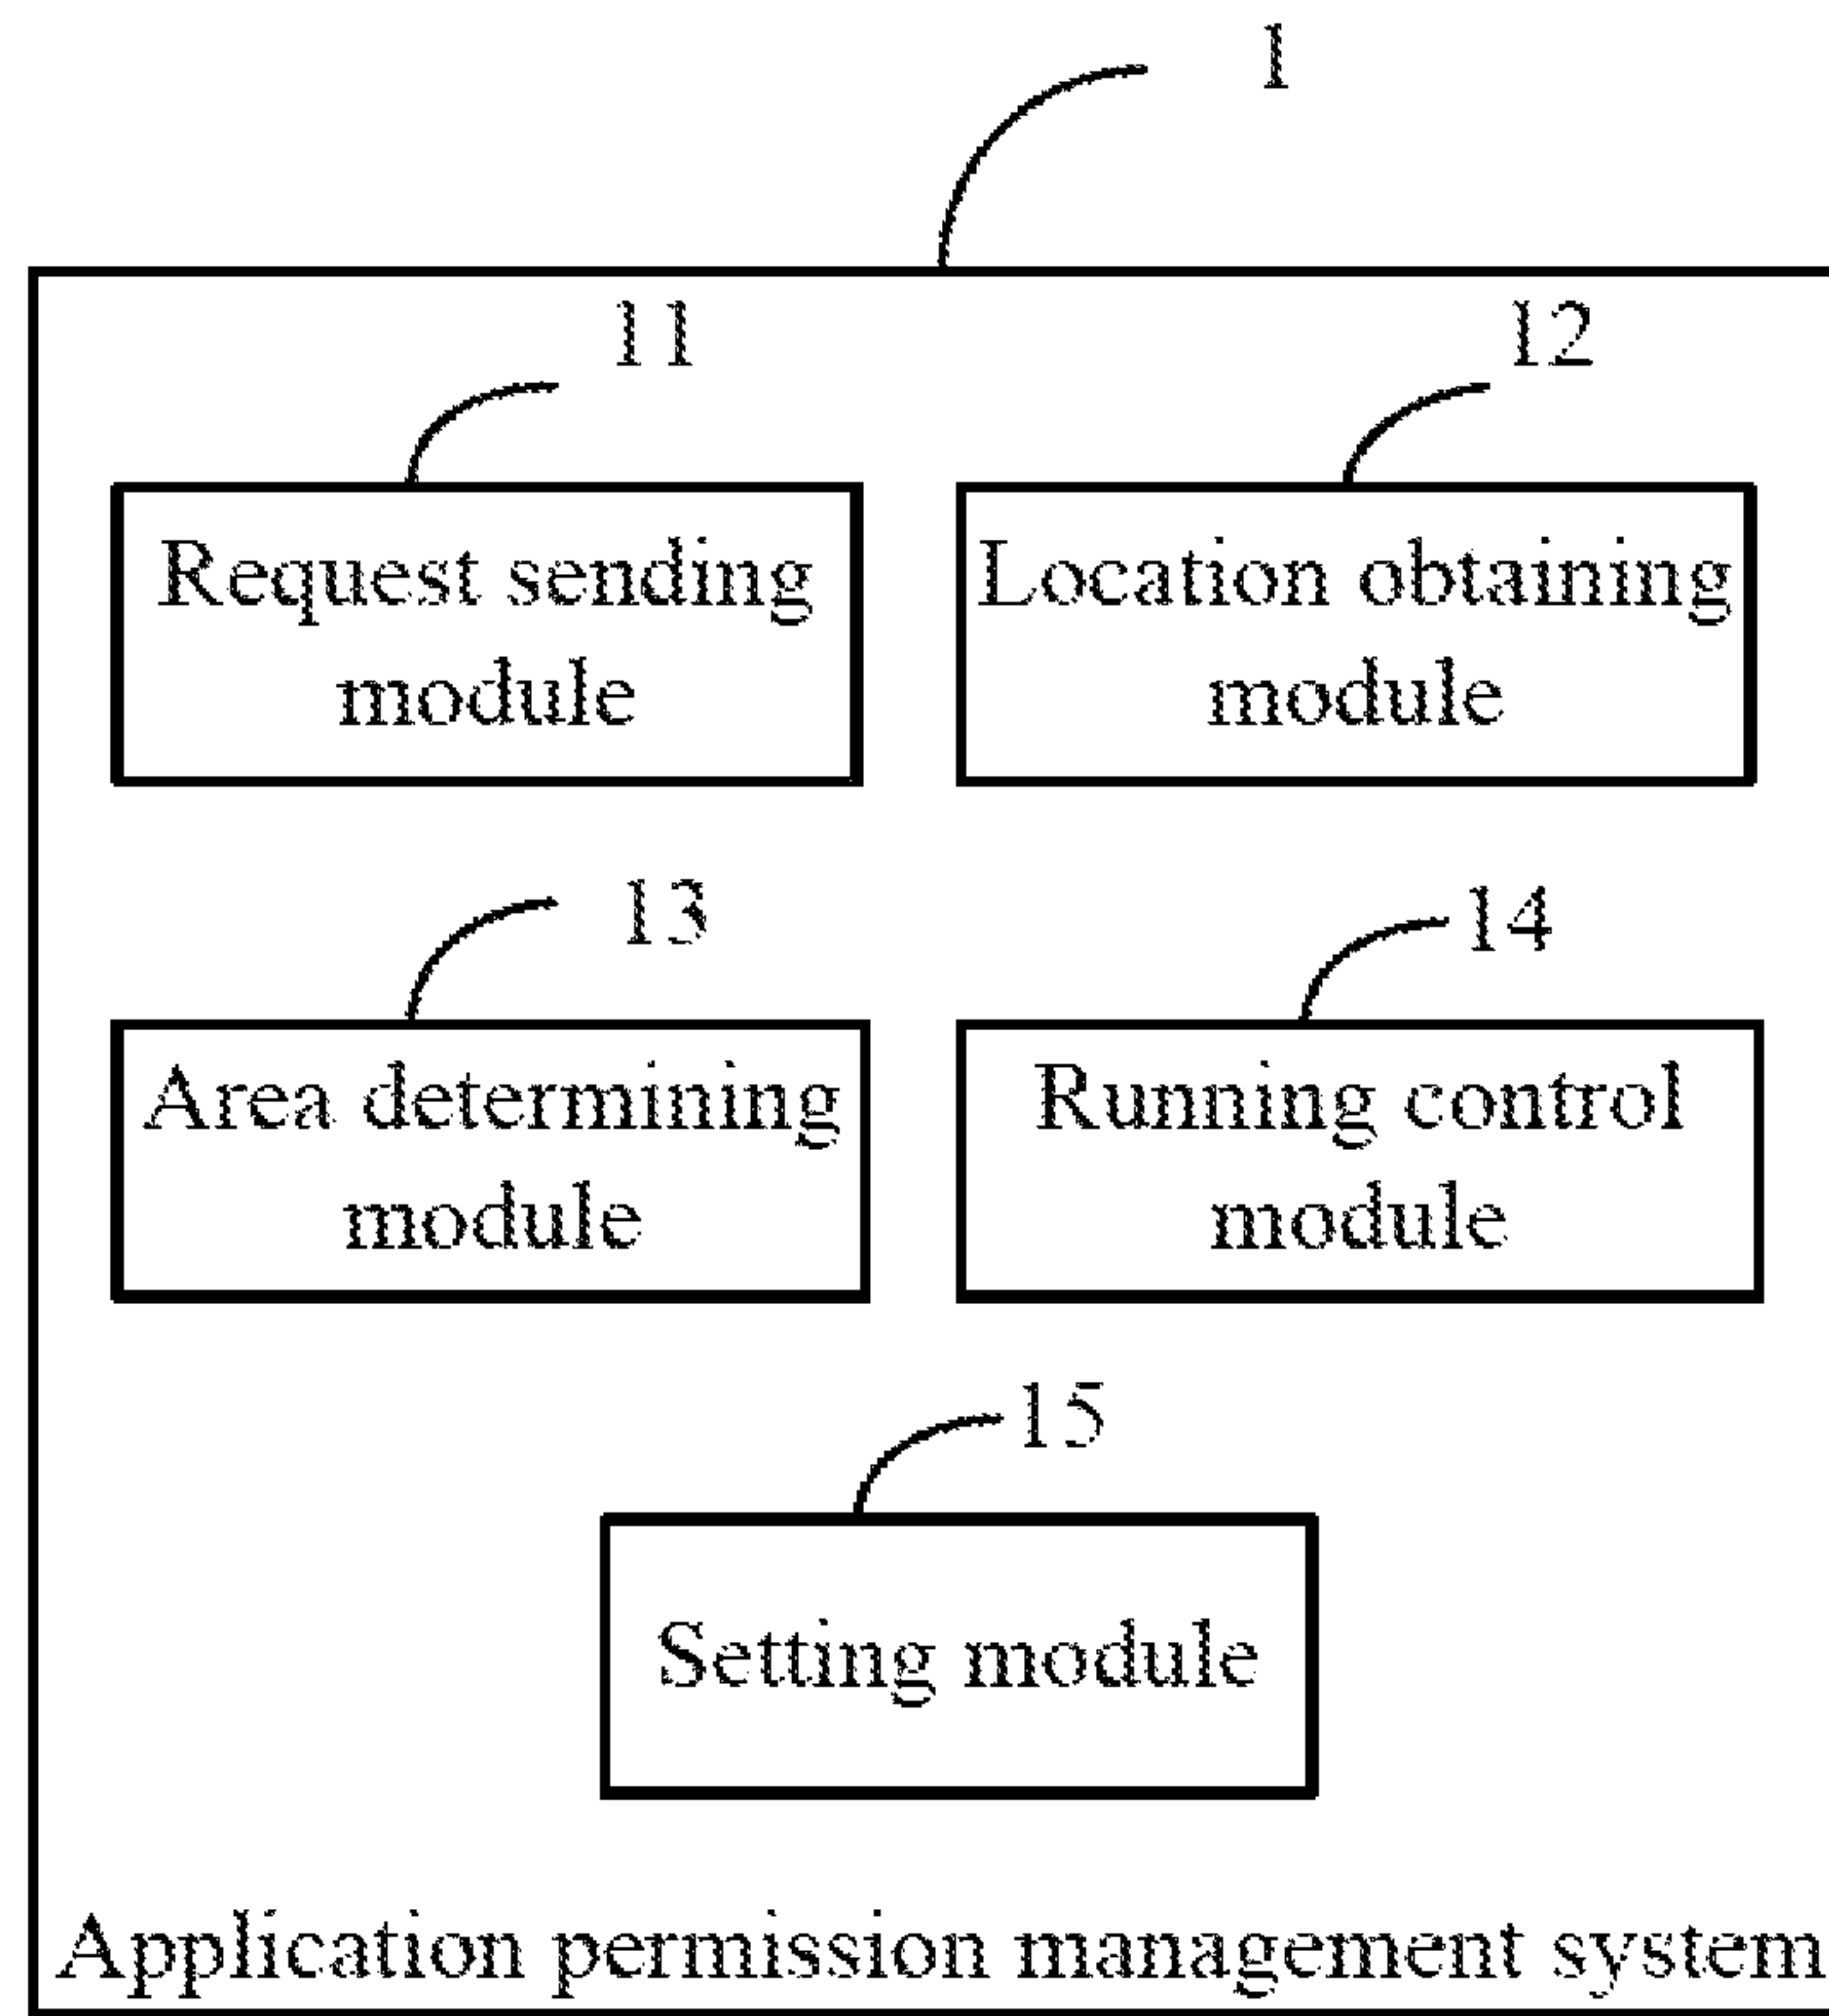 1
11
12
Request sending
module
Location obtaining
module
13
14
Area determining
module
Running control
module
15
Setting module
Application permission management system